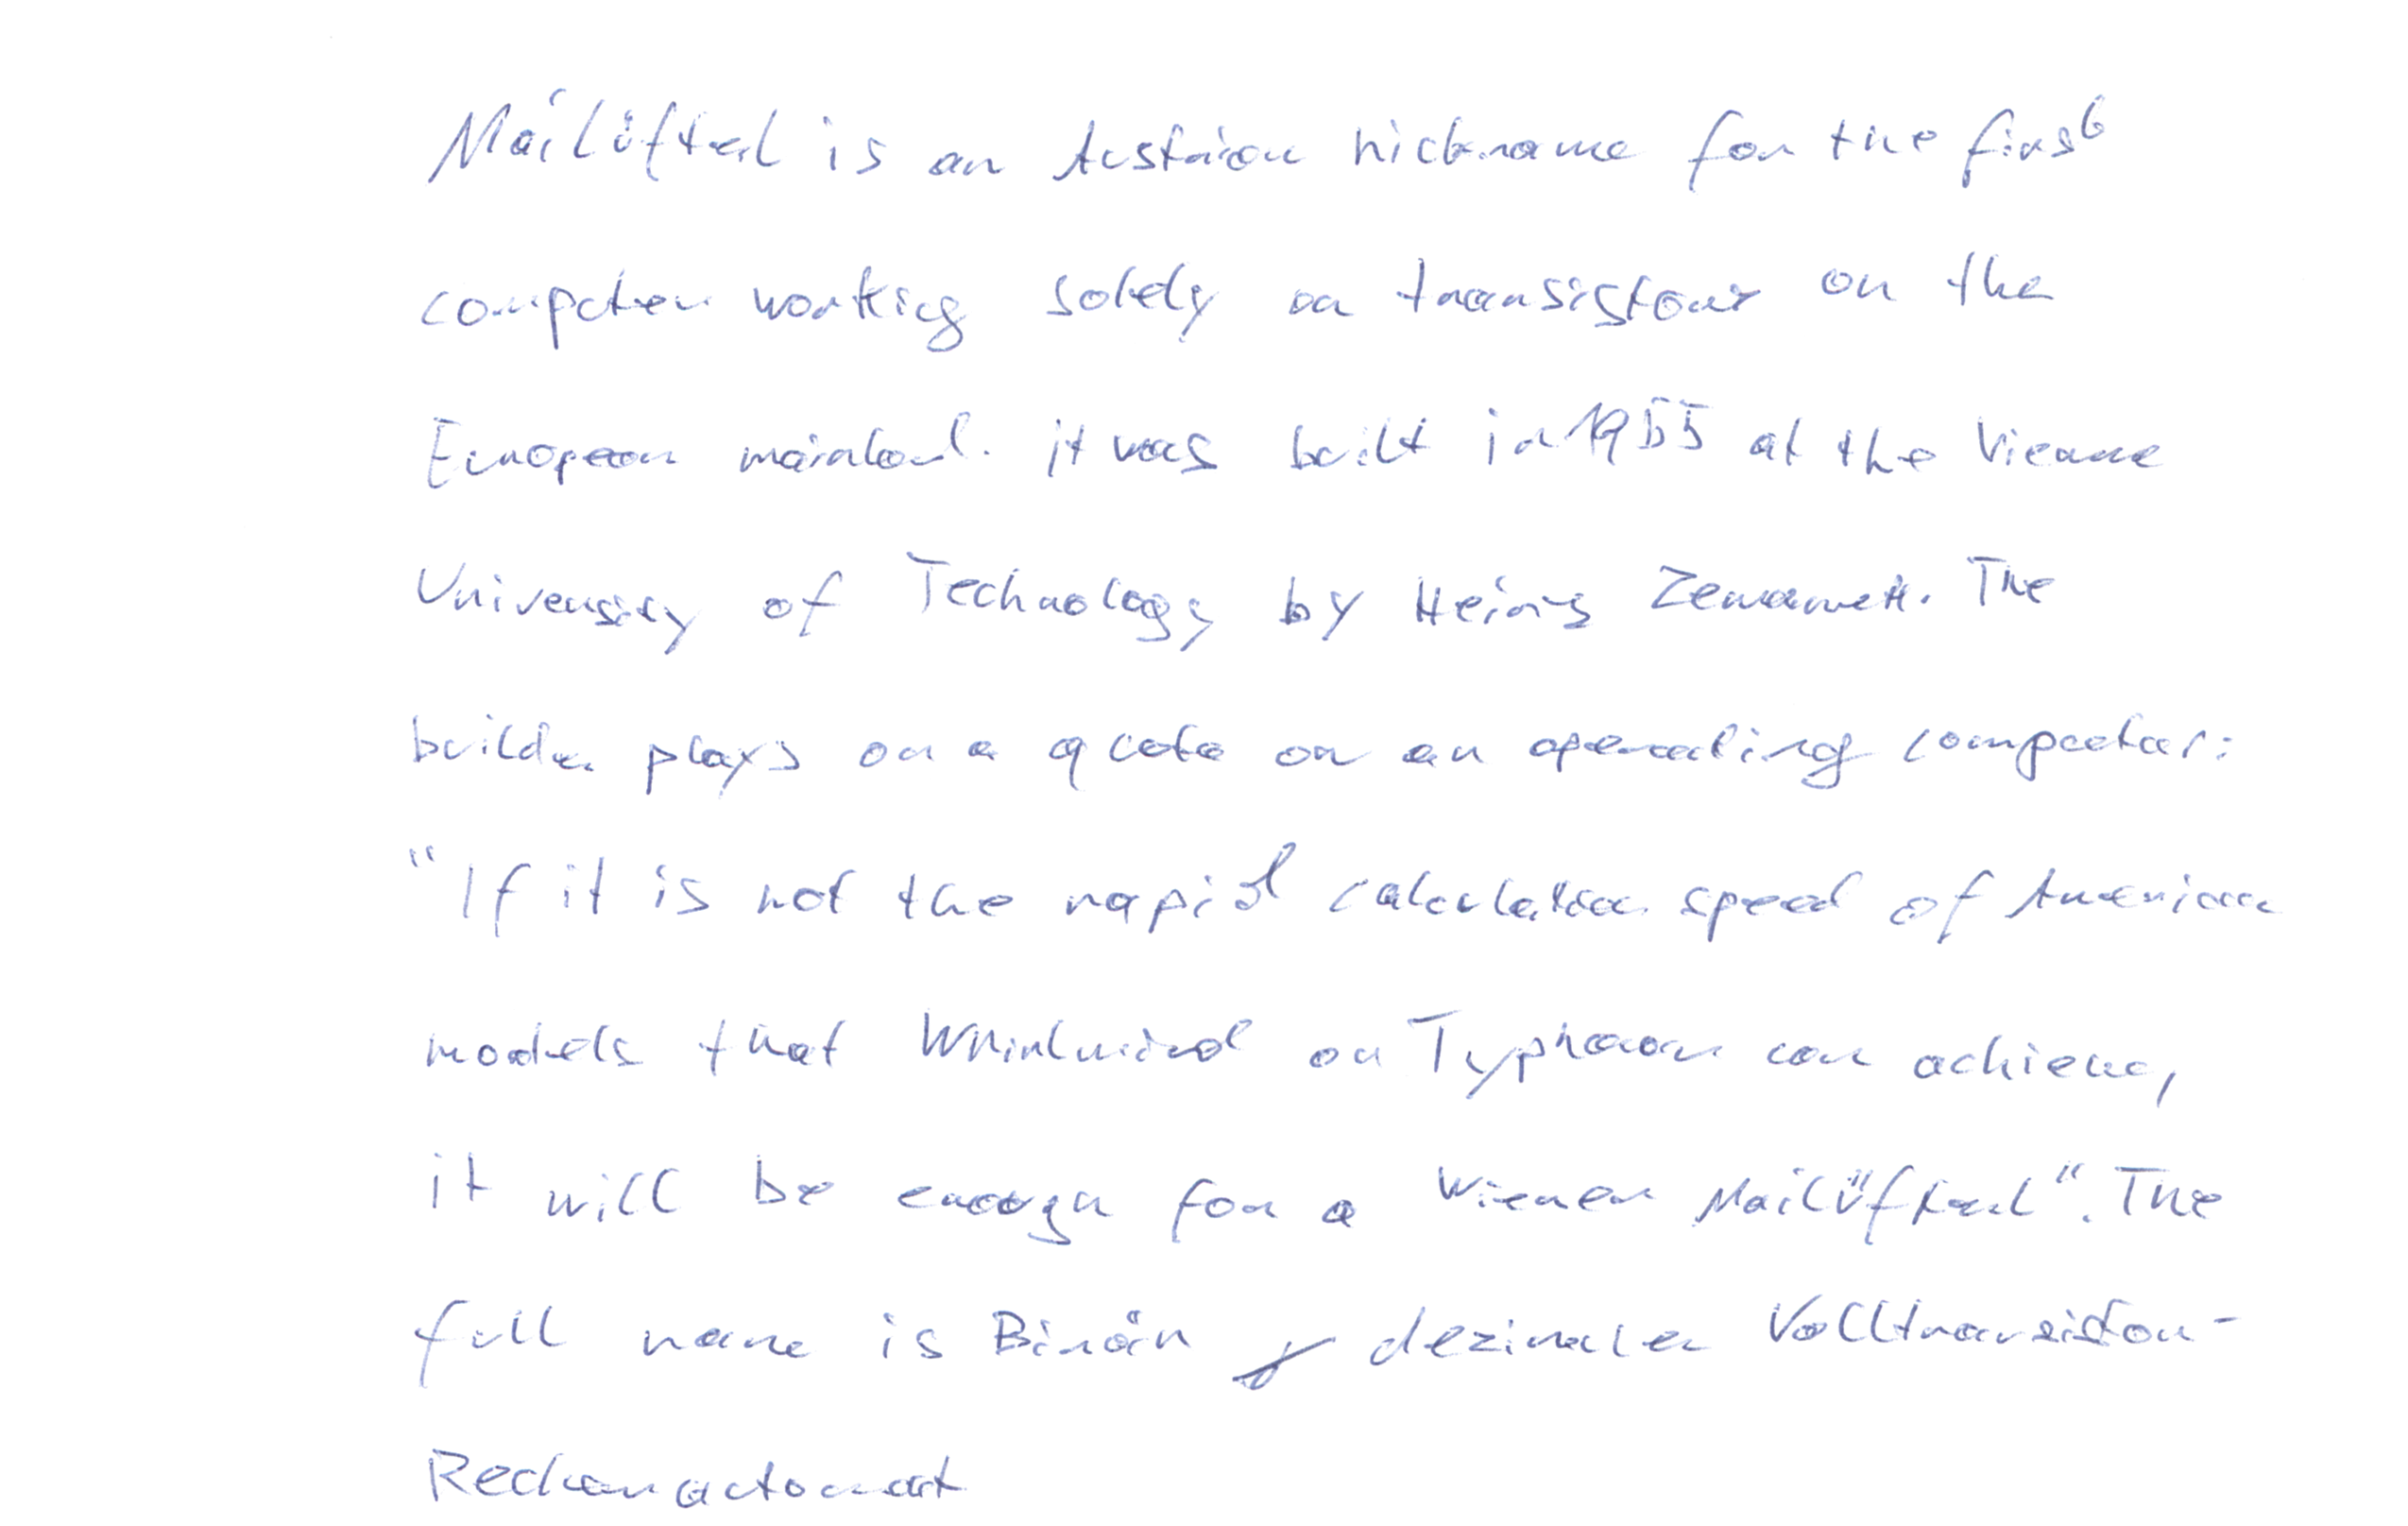 Mailüfterl is an Austrian nickname for the first
computer working solely on transistors on the
European mainland. it was built in 1955 at the Vienna
University of Technology by Heinz Zemanek. The
builder plays on a quote on an operating computer:
"If it is not the rapid calculation speed of American
models that Whirlwind or Typhoon can achieve,
it will be enough for a Wiener Mailüfterl". The
full name is Binär dezimaler Volltransistor-
Rechenautomat